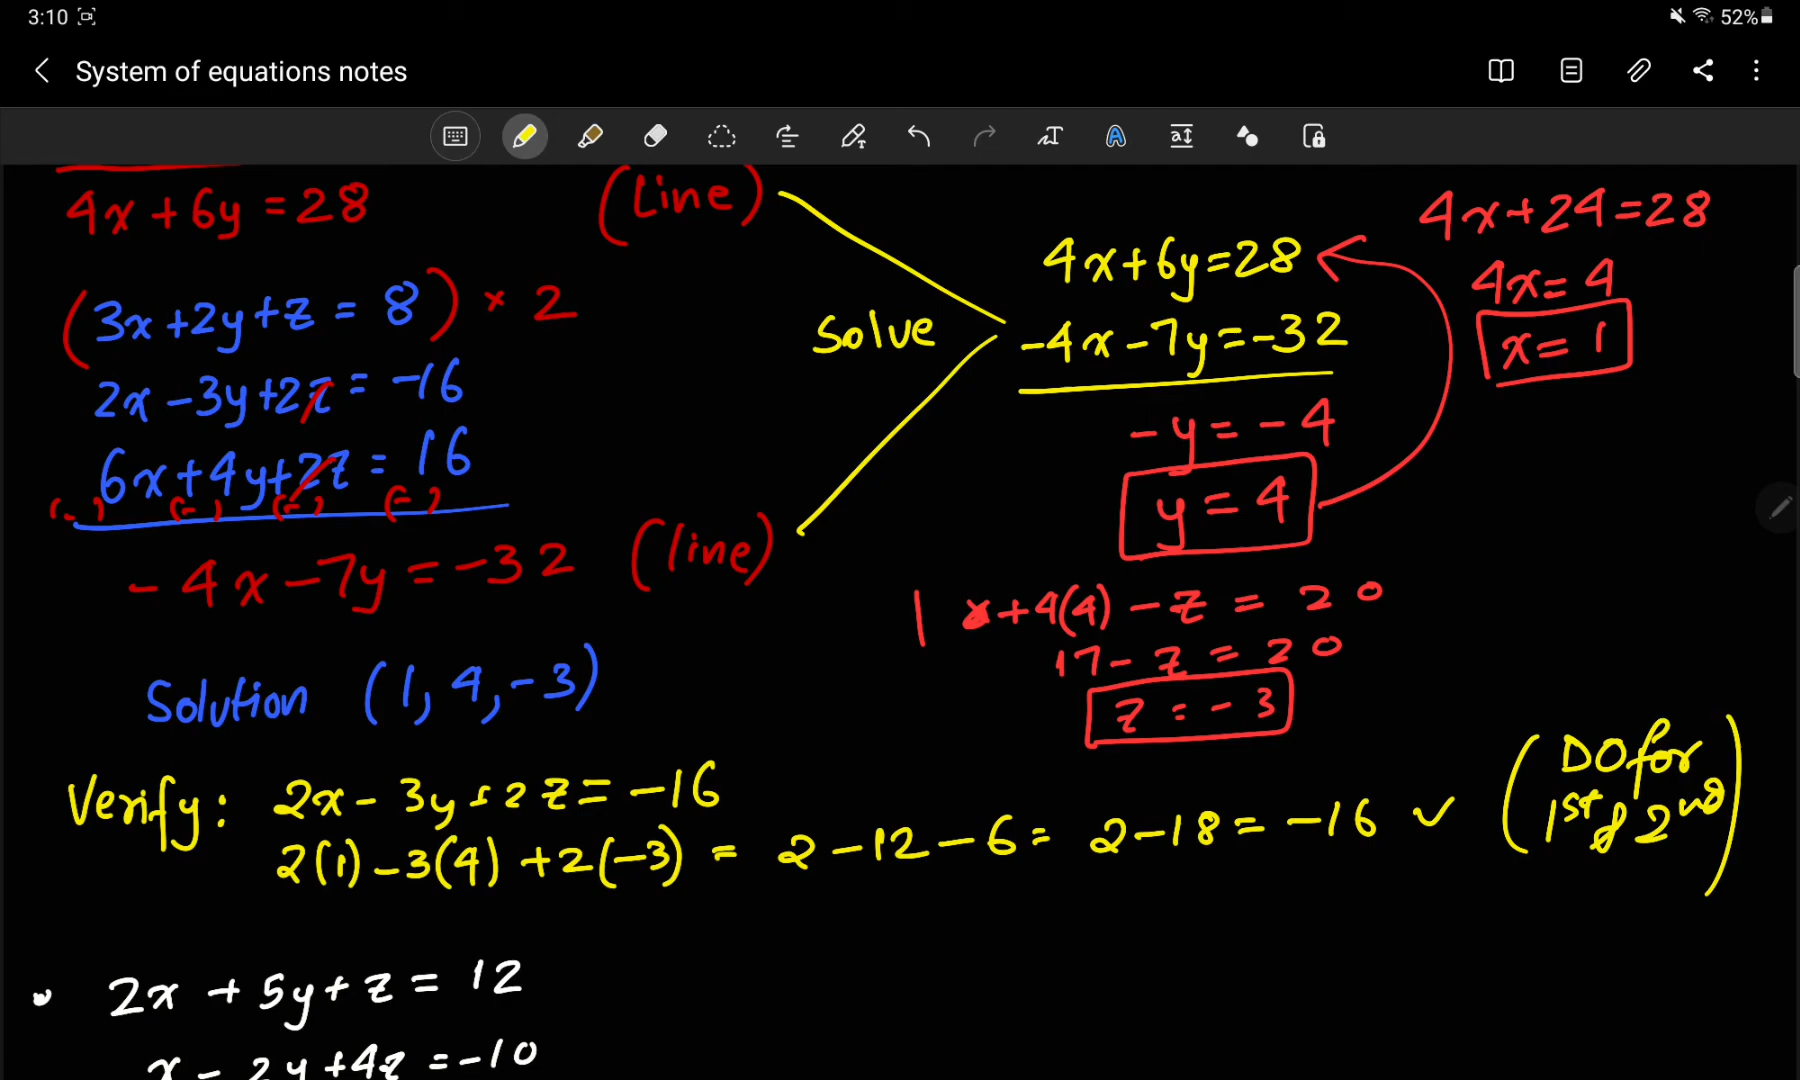 3:10
52%
System of equations notes
4x + 6y = 28 (Line)
(3x + 2y + z = 8) × 2
2x - 3y + 2z = -16
6x + 4y + 2z = 16
(-) (-) (-) (-)
-4x - 7y = -32 (line)
Solve
4x + 6y = 28
-4x - 7y = -32
-y = -4
y = 4
4x + 24 = 28
4x = 4
x = 1
1 x + 4(4) - z = 20
17 - z = 20
z = -3
Solution (1, 4, -3)
Verify: 2x - 3y + 2z = -16
2(1) - 3(4) + 2(-3) = 2 - 12 - 6 = 2 - 18 = -16 ✓
(DO for
1st & 2nd)
• 2x + 5y + z = 12
x - 2y + 4z = -10